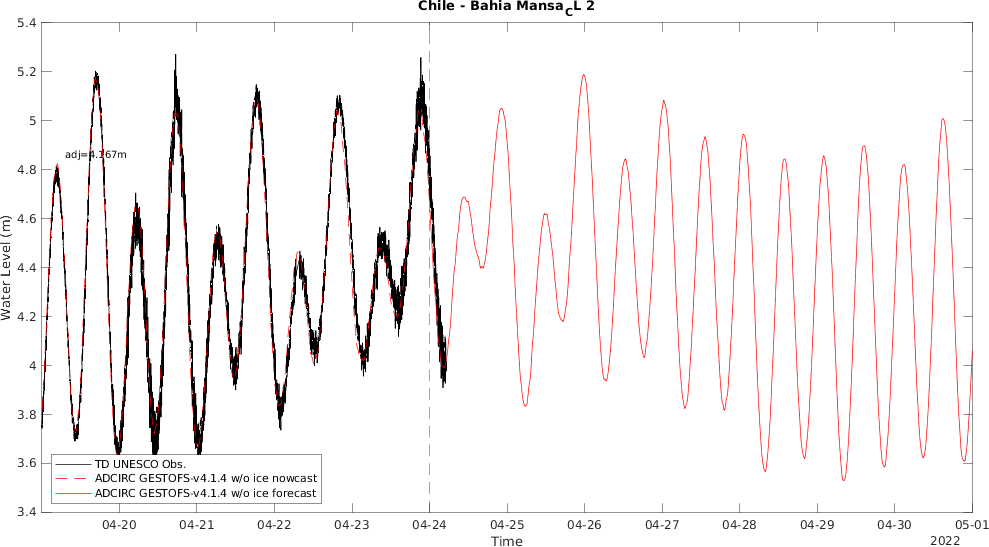 Chile - Bahia MansaCL 2
5.4
5.2
5
4.8
4.6
4.4
4.2
4
3.8
3.6
3.4
Water Level (m)
adj=4.167m
TD UNESCO Obs.
ADCIRC GESTOFS-v4.1.4 w/o ice nowcast
ADCIRC GESTOFS-v4.1.4 w/o ice forecast
04-20 04-21 04-22 04-23 04-24 04-25 04-26 04-27 04-28 04-29 04-30 05-01
Time
2022